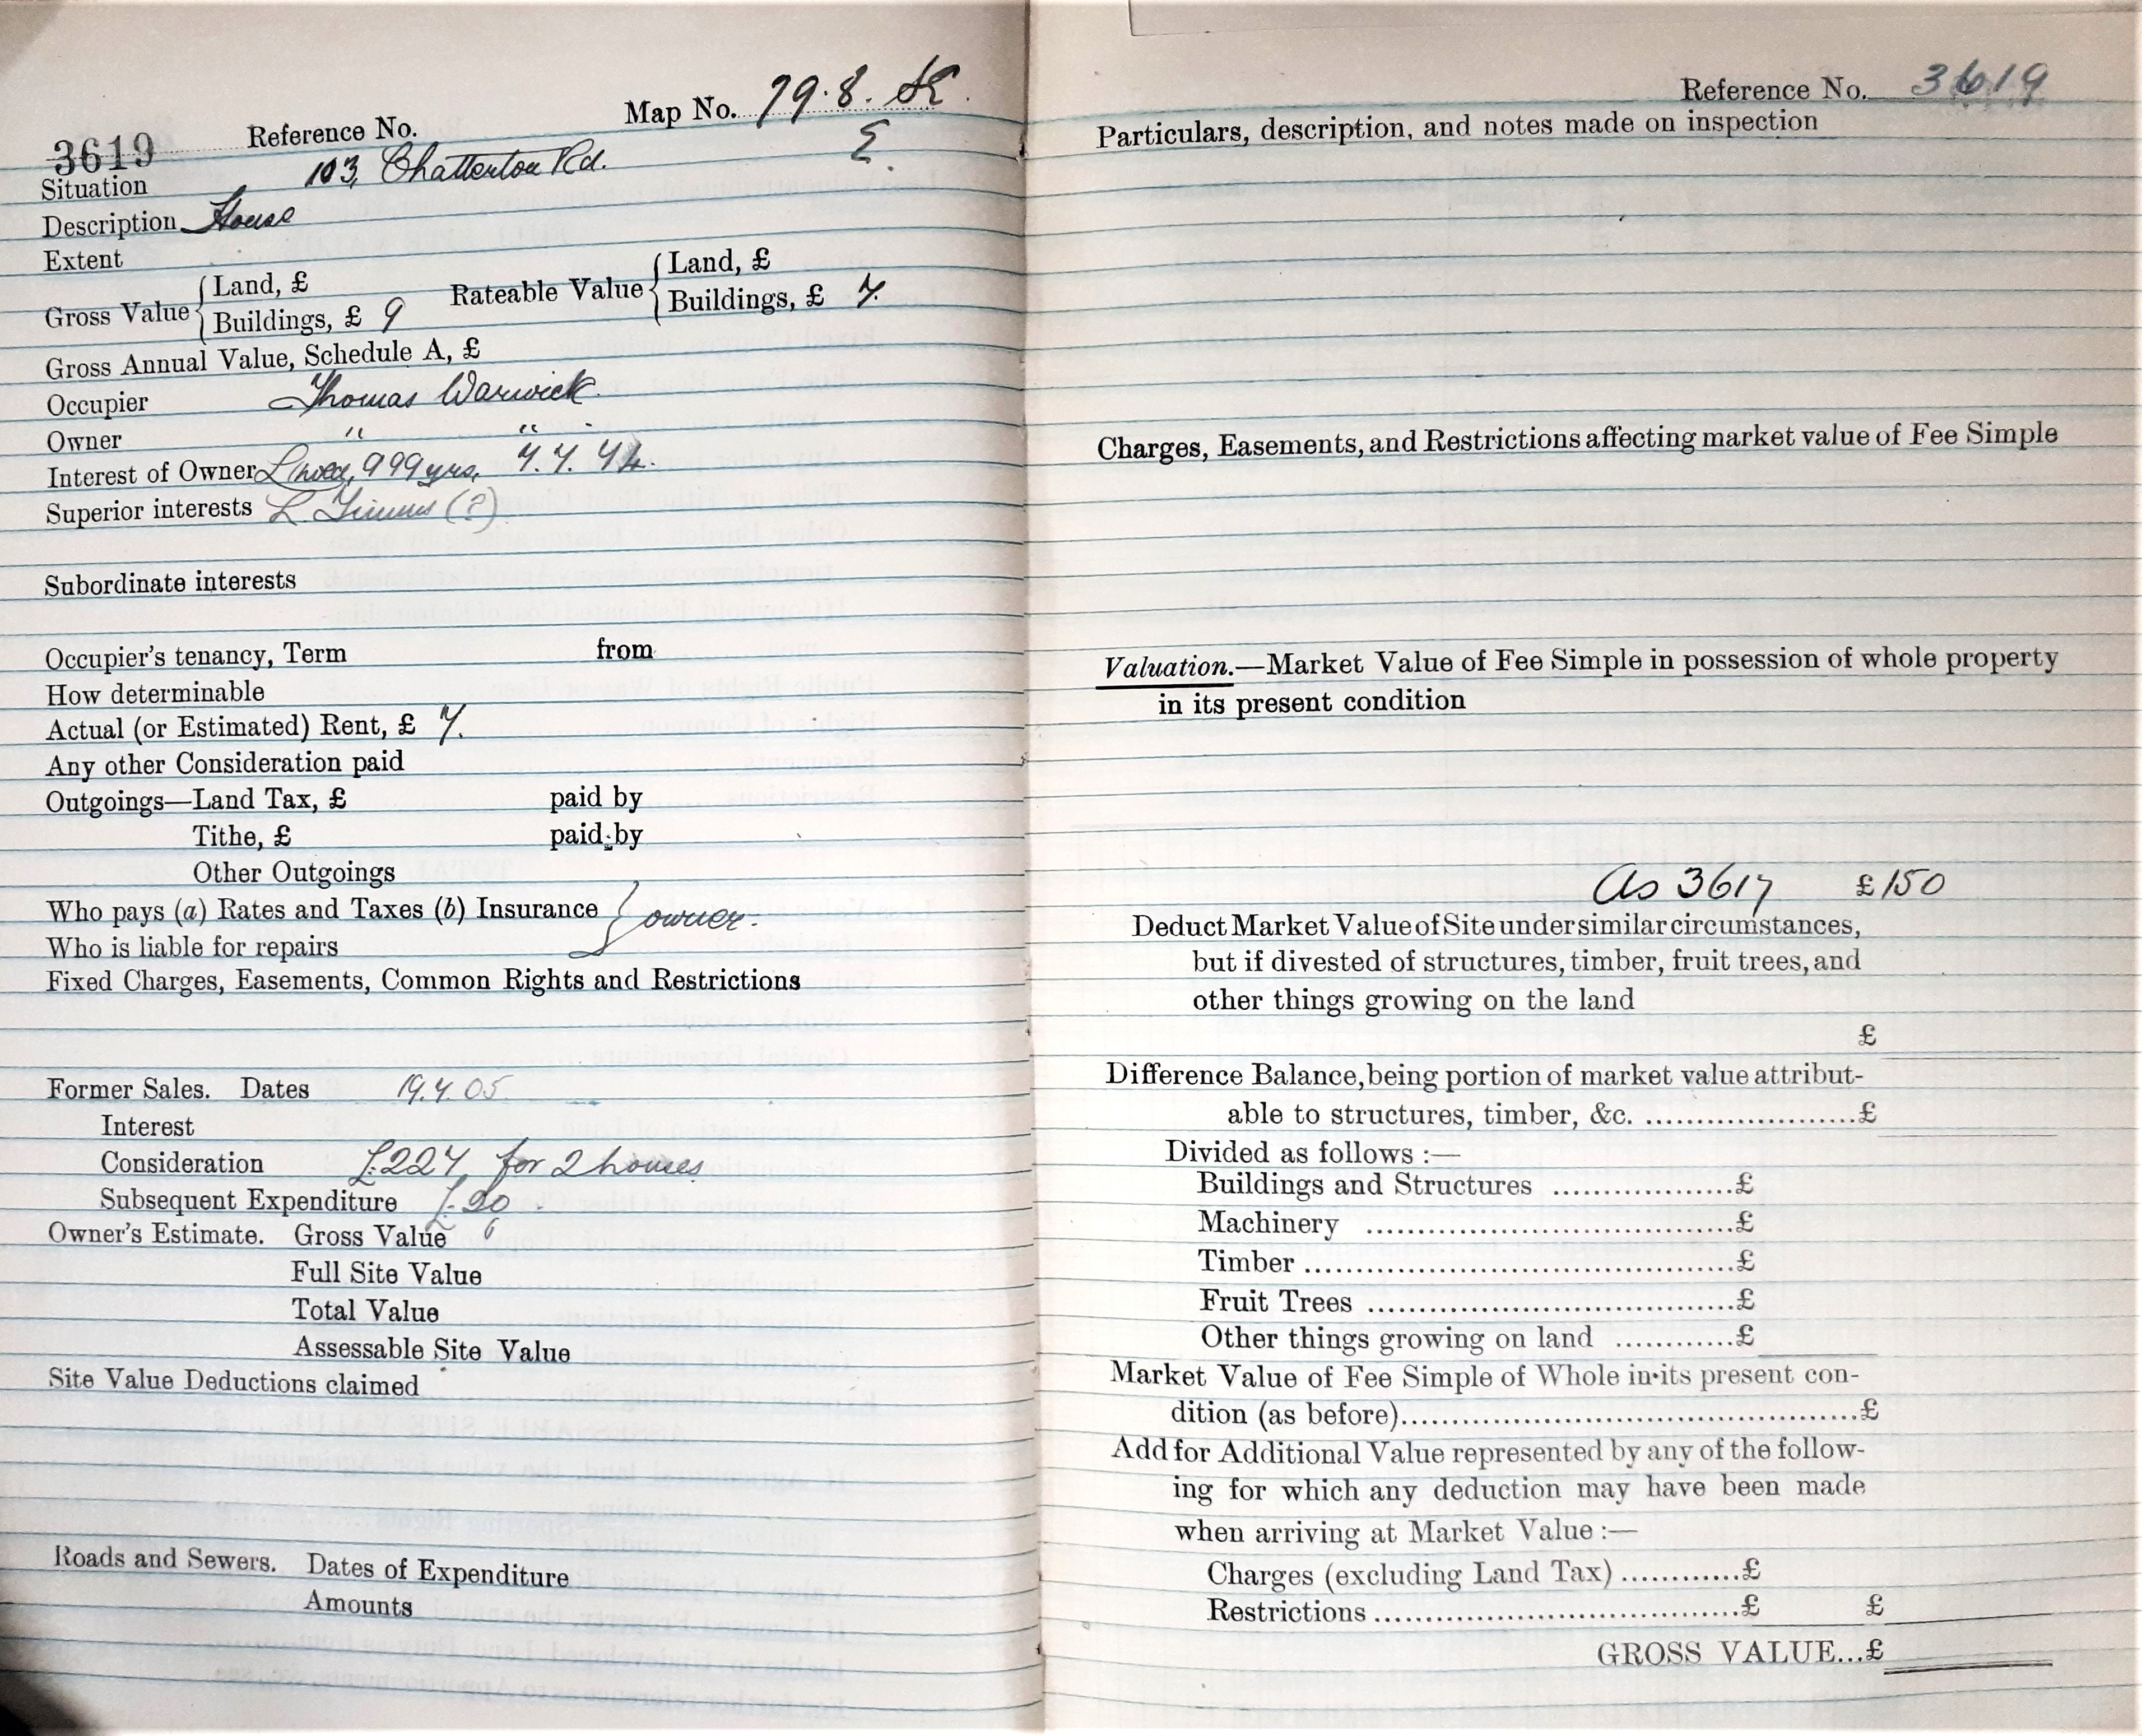 Map No. 79.8. SE
Reference No.
3619
E.
Situation 103, Chatterton Rd.
Description House
Extent
Gross Value { Land, £
Buildings, £ 9
Rateable Value { Land, £
Buildings, £ 7.
Gross Annual Value, Schedule A, £
Occupier Thomas Warwick.
Owner " "
Interest of Owner 999 yrs.
Superior interests L. (?)
Subordinate interests
Occupier's tenancy, Term from
How determinable
Actual (or Estimated) Rent, £ 7.
Any other Consideration paid
Outgoings—Land Tax, £ paid by
Tithe, £ paid by
Other Outgoings
Who pays (a) Rates and Taxes (b) Insurance } owner.
Who is liable for repairs
Fixed Charges, Easements, Common Rights and Restrictions
Former Sales. Dates 19.7.05
Interest
Consideration £227, for 2 houses
Subsequent Expenditure £20
Owner's Estimate. Gross Value
Full Site Value
Total Value
Assessable Site Value
Site Value Deductions claimed
Roads and Sewers. Dates of Expenditure
Amounts
Reference No. 3619
Particulars, description, and notes made on inspection
Charges, Easements, and Restrictions affecting market value of Fee Simple
Valuation.—Market Value of Fee Simple in possession of whole property
in its present condition
As 3617 £150
Deduct Market Value of Site under similar circumstances,
but if divested of structures, timber, fruit trees, and
other things growing on the land
£
Difference Balance, being portion of market value attribut-
able to structures, timber, &c. ....................£
Divided as follows :—
Buildings and Structures .................£
Machinery ...................................£
Timber .........................................£
Fruit Trees ...................................£
Other things growing on land ...........£
Market Value of Fee Simple of Whole in its present con-
dition (as before)............................................£
Add for Additional Value represented by any of the follow-
ing for which any deduction may have been made
when arriving at Market Value :—
Charges (excluding Land Tax) ...........£
Restrictions ...................................£ £
GROSS VALUE...£